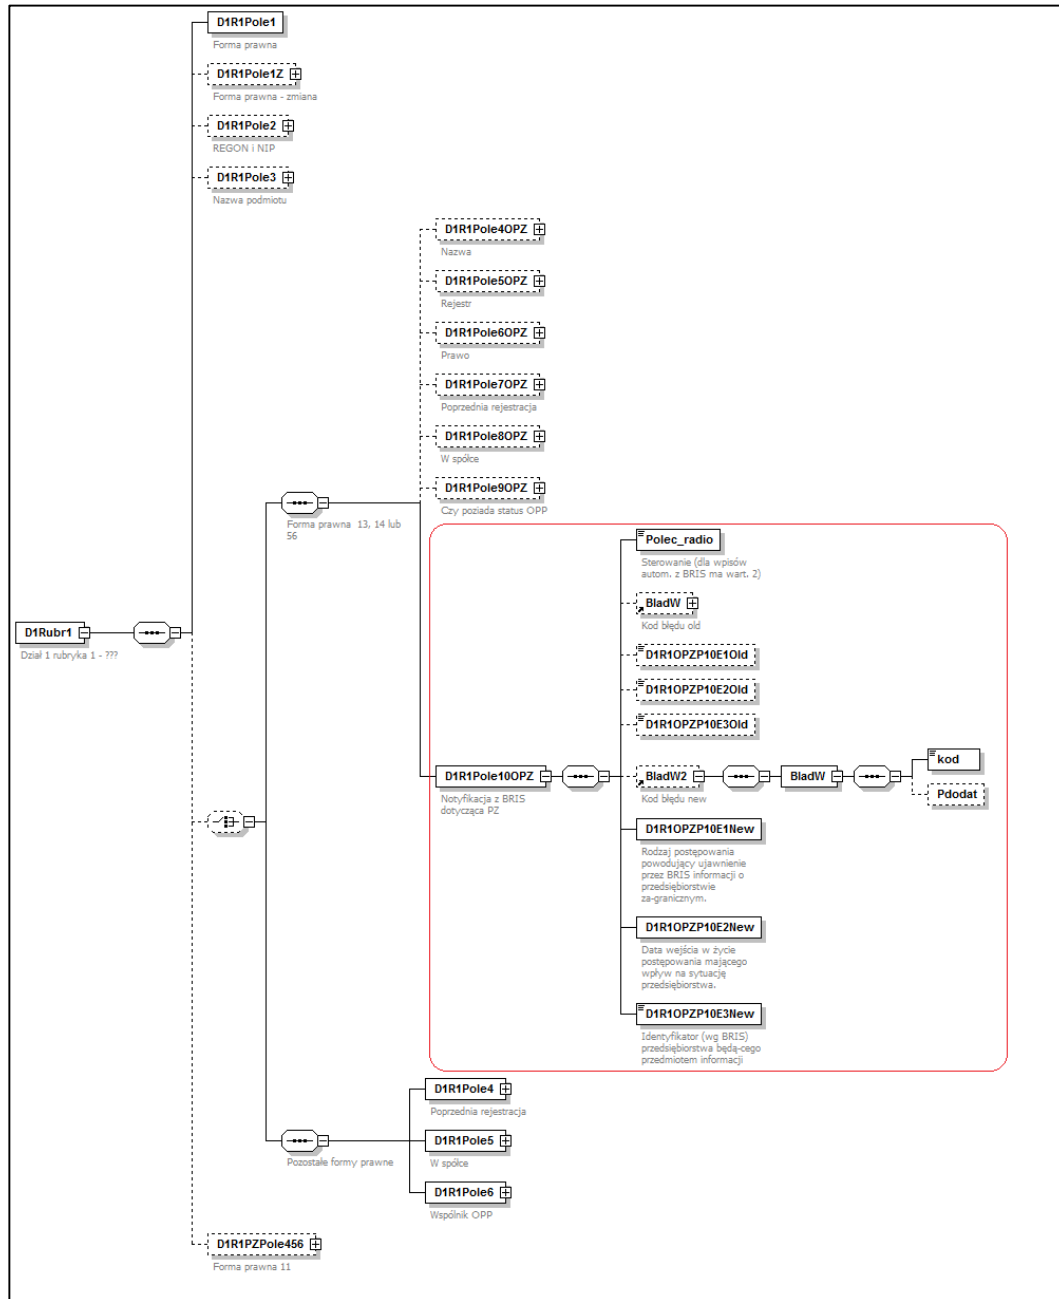 D1R1Pole1
Forma prawna
D1R1Pole1Z
Forma prawna - zmiana
D1R1Pole2
REGON i NIP
D1R1Pole3
Nazwa podmiotu
D1R1Pole4OPZ
Nazwa
D1R1Pole5OPZ
Rejestr
D1R1Pole6OPZ
Prawo
D1R1Pole7OPZ
Poprzednia rejestracja
D1R1Pole8OPZ
W spółce
D1R1Pole9OPZ
Czy poziada status OPP
Forma prawna 13, 14 lub
56
Polec_radio
Sterowanie (dla wpisów
autom. z BRIS ma wart. 2)
BladW
Kod błędu old
D1Rubr1
Dział 1 rubryka 1 - ???
D1R1OPZP10E1Old
D1R1OPZP10E2Old
D1R1OPZP10E3Old
D1R1Pole10OPZ
Notyfikacja z BRIS
dotycząca PZ
BladW2
Kod błędu new
BladW
kod
Pdodat
D1R1OPZP10E1New
Rodzaj postępowania
powodujący ujawnienie
przez BRIS informacji o
przedsiębiorstwie
za-granicznym.
D1R1OPZP10E2New
Data wejścia w życie
postępowania mającego
wpływ na sytuację
przedsiębiorstwa.
D1R1OPZP10E3New
Identyfikator (wg BRIS)
przedsiębiorstwa będą-cego
przedmiotem informacji
D1R1Pole4
Poprzednia rejestracja
Pozostałe formy prawne
D1R1Pole5
W spółce
D1R1Pole6
Wspólnik OPP
D1R1PZPole456
Forma prawna 11